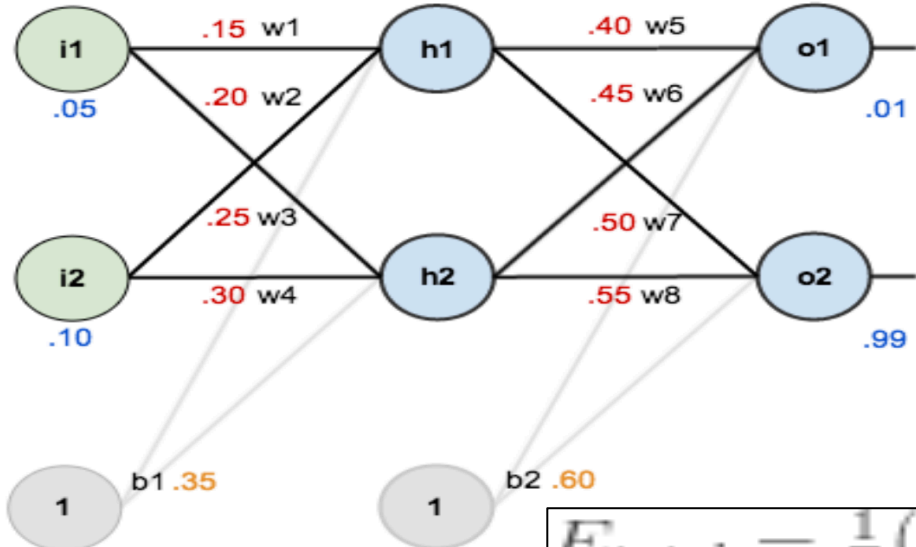 i1 .15 w1 h1 .40 w5 o1
.05 .20 w2 .45 w6 .01
i2 .25 w3 h2 .50 w7 o2
.10 .30 w4 .55 w8 .99
1 b1 .35 1 b2 .60